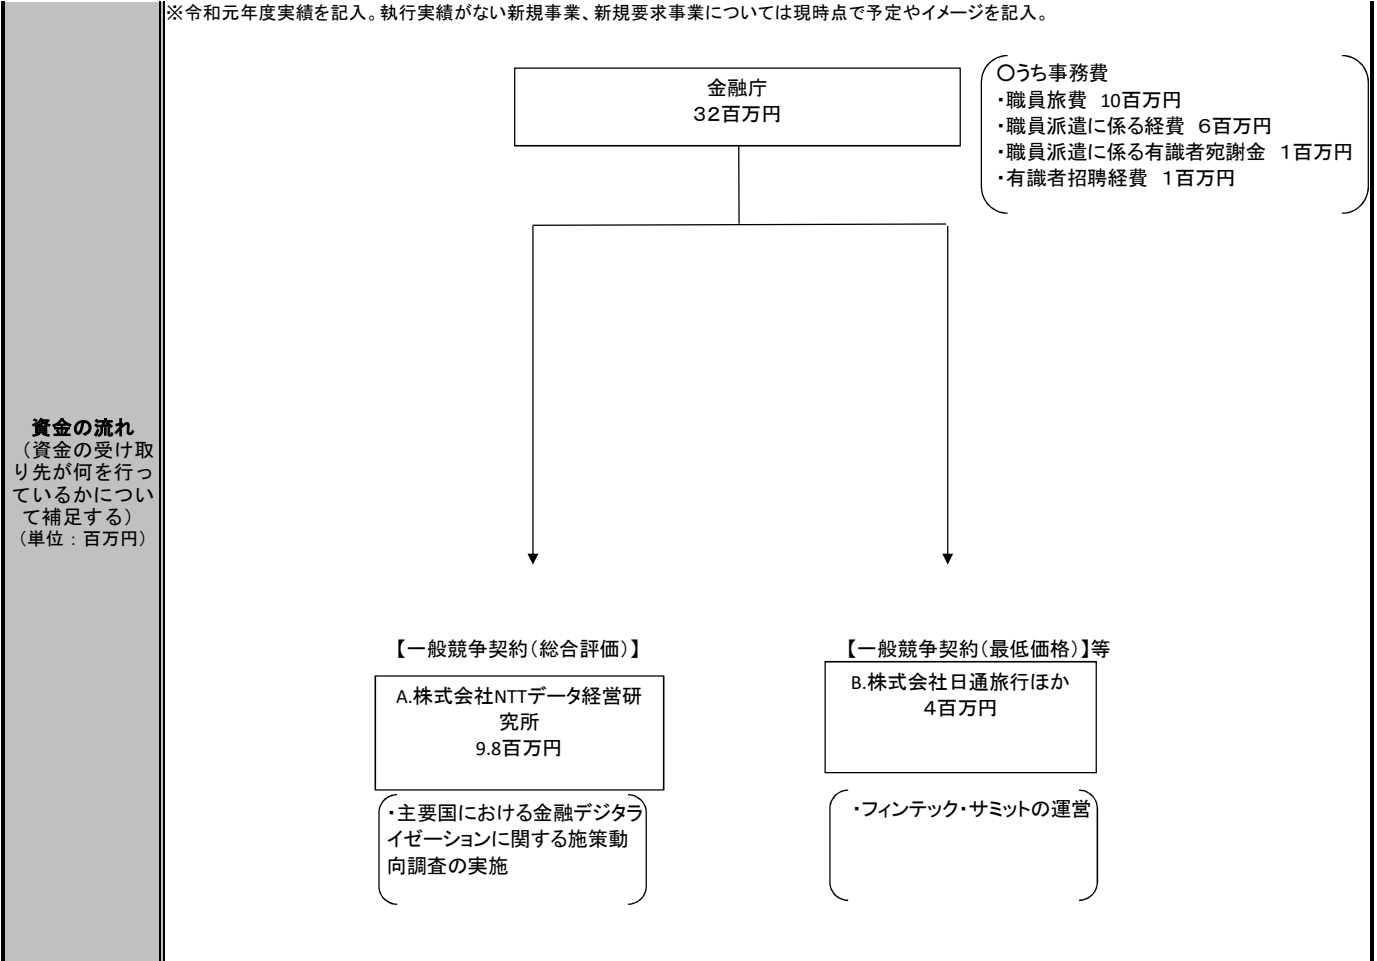 ※令和元年度実績を記入。執行実績がない新規事業、新規要求事業については現時点で予定やイメージを記入。
金融庁
32百万円
〇うち事務費
・職員旅費 10百万円
・職員派遣に係る経費 6百万円
・職員派遣に係る有識者宛謝金 1百万円
・有識者招聘経費 1百万円
資金の流れ
(資金の受け取
り先が何を行っ
ているかについ
て補足する)
(単位:百万円)
【一般競争契約(総合評価)】
A.株式会社NTTデータ経営研
究所
9.8百万円
・主要国における金融デジタラ
イゼーションに関する施策動
向調査の実施
【一般競争契約(最低価格)】等
B.株式会社日通旅行ほか
4百万円
・フィンテック・サミットの運営